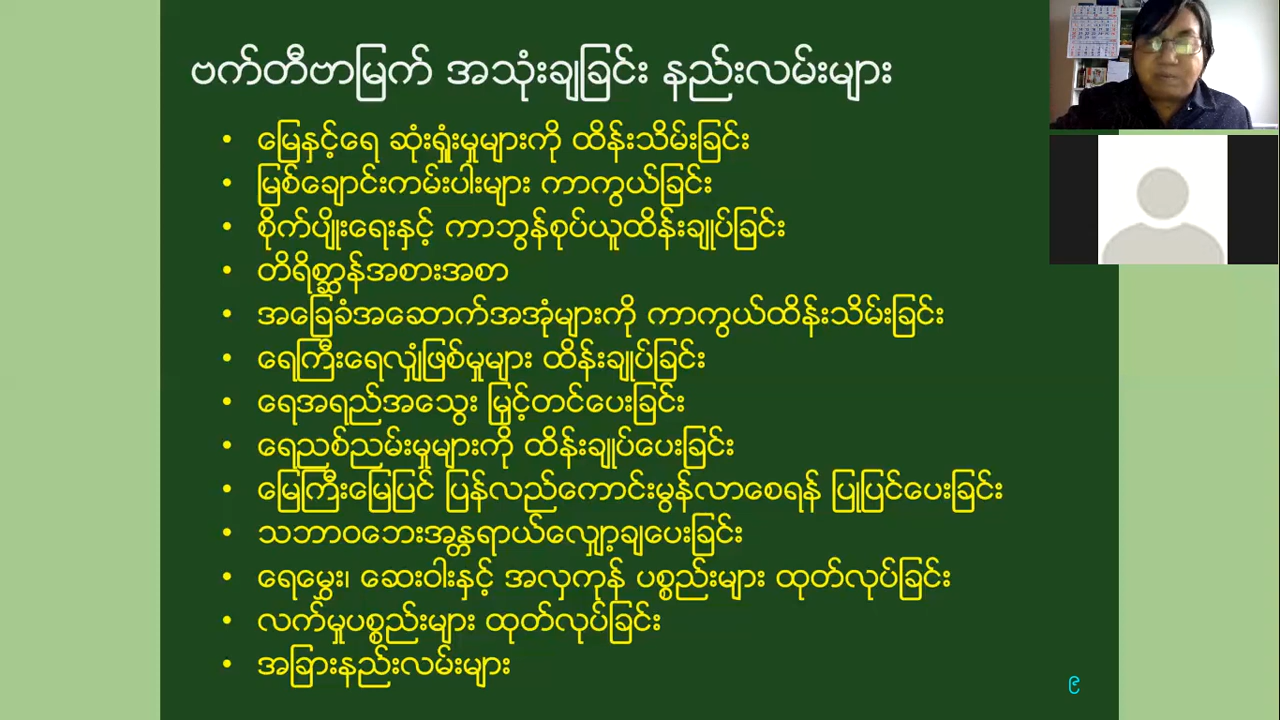 ဗက်တီဗာမြက် အသုံးချခြင်း နည်းလမ်းများ
• မြေနှင့်ရေ ဆုံးရှုံးမှုများကို ထိန်းသိမ်းခြင်း
• မြစ်ချောင်းကမ်းပါးများ ကာကွယ်ခြင်း
• စိုက်ပျိုးရေးနှင့် ကာဘွန်စုပ်ယူထိန်းချုပ်ခြင်း
• တိရိစ္ဆာန်အစားအစာ
• အခြေခံအဆောက်အအုံများကို ကာကွယ်ထိန်းသိမ်းခြင်း
• ရေကြီးရေလျှံဖြစ်မှုများ ထိန်းချုပ်ခြင်း
• ရေအရည်အသွေး မြှင့်တင်ပေးခြင်း
• ရေညစ်ညမ်းမှုများကို ထိန်းချုပ်ပေးခြင်း
• မြေကြီးမြေပြင် ပြန်လည်ကောင်းမွန်လာစေရန် ပြုပြင်ပေးခြင်း
• သဘာဝဘေးအန္တရာယ်လျှော့ချပေးခြင်း
• ရေမွှေး၊ ဆေးဝါးနှင့် အလှကုန် ပစ္စည်းများ ထုတ်လုပ်ခြင်း
• လက်မှုပစ္စည်းများ ထုတ်လုပ်ခြင်း
• အခြားနည်းလမ်းများ
၉